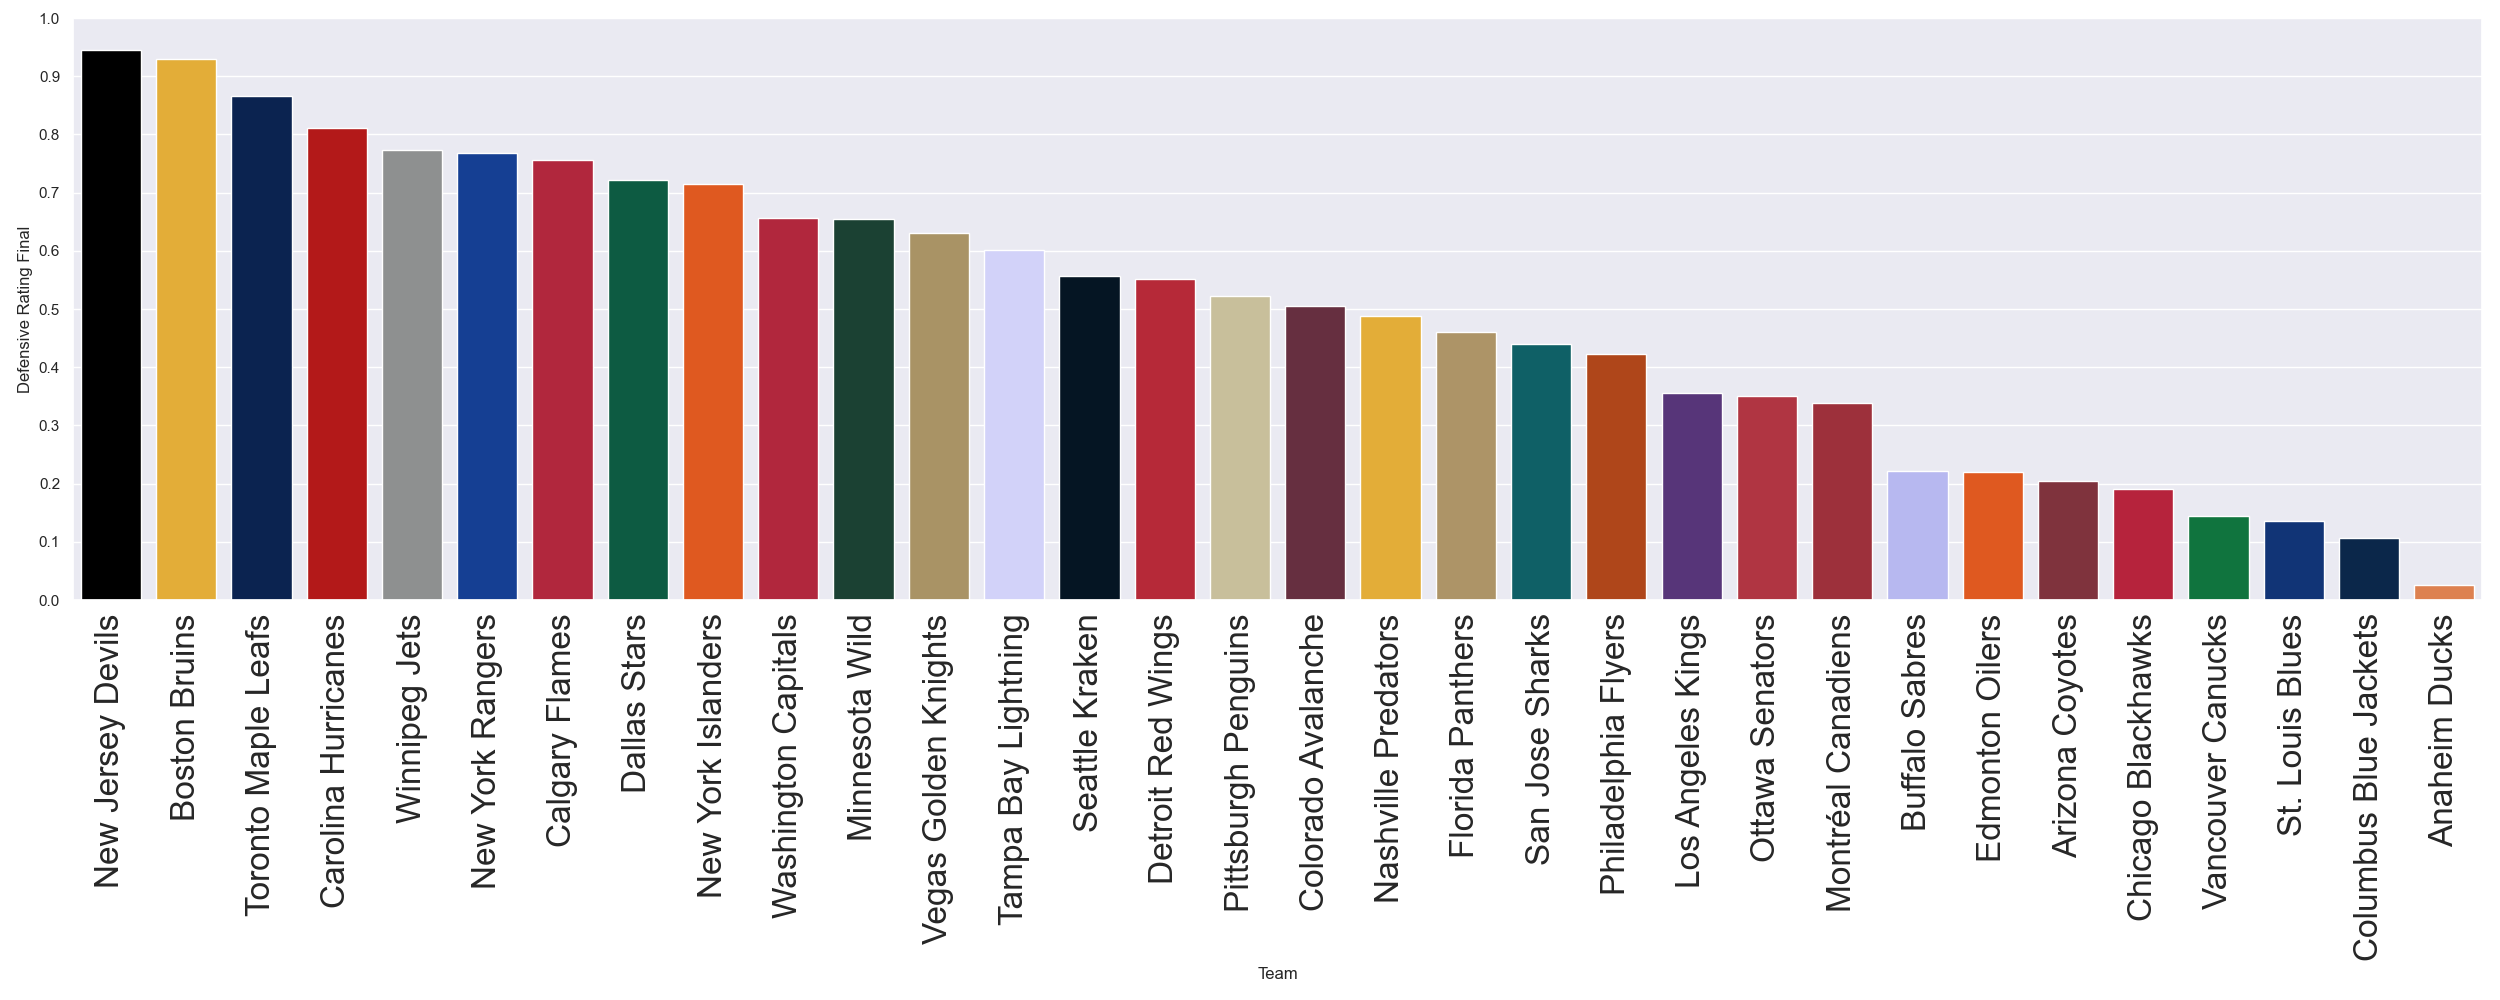 1.0
0.9
0.8
0.7
0.6
0.5
0.4
0.3
0.2
0.1
0.0
Defensive Rating Final
New Jersey Devils
Boston Bruins
Toronto Maple Leafs
Carolina Hurricanes
Winnipeg Jets
New York Rangers
Calgary Flames
Dallas Stars
New York Islanders
Washington Capitals
Minnesota Wild
Vegas Golden Knights
Tampa Bay Lightning
Seattle Kraken
Detroit Red Wings
Pittsburgh Penguins
Colorado Avalanche
Nashville Predators
Florida Panthers
San Jose Sharks
Philadelphia Flyers
Los Angeles Kings
Ottawa Senators
Montréal Canadiens
Buffalo Sabres
Edmonton Oilers
Arizona Coyotes
Chicago Blackhawks
Vancouver Canucks
St. Louis Blues
Columbus Blue Jackets
Anaheim Ducks
Team